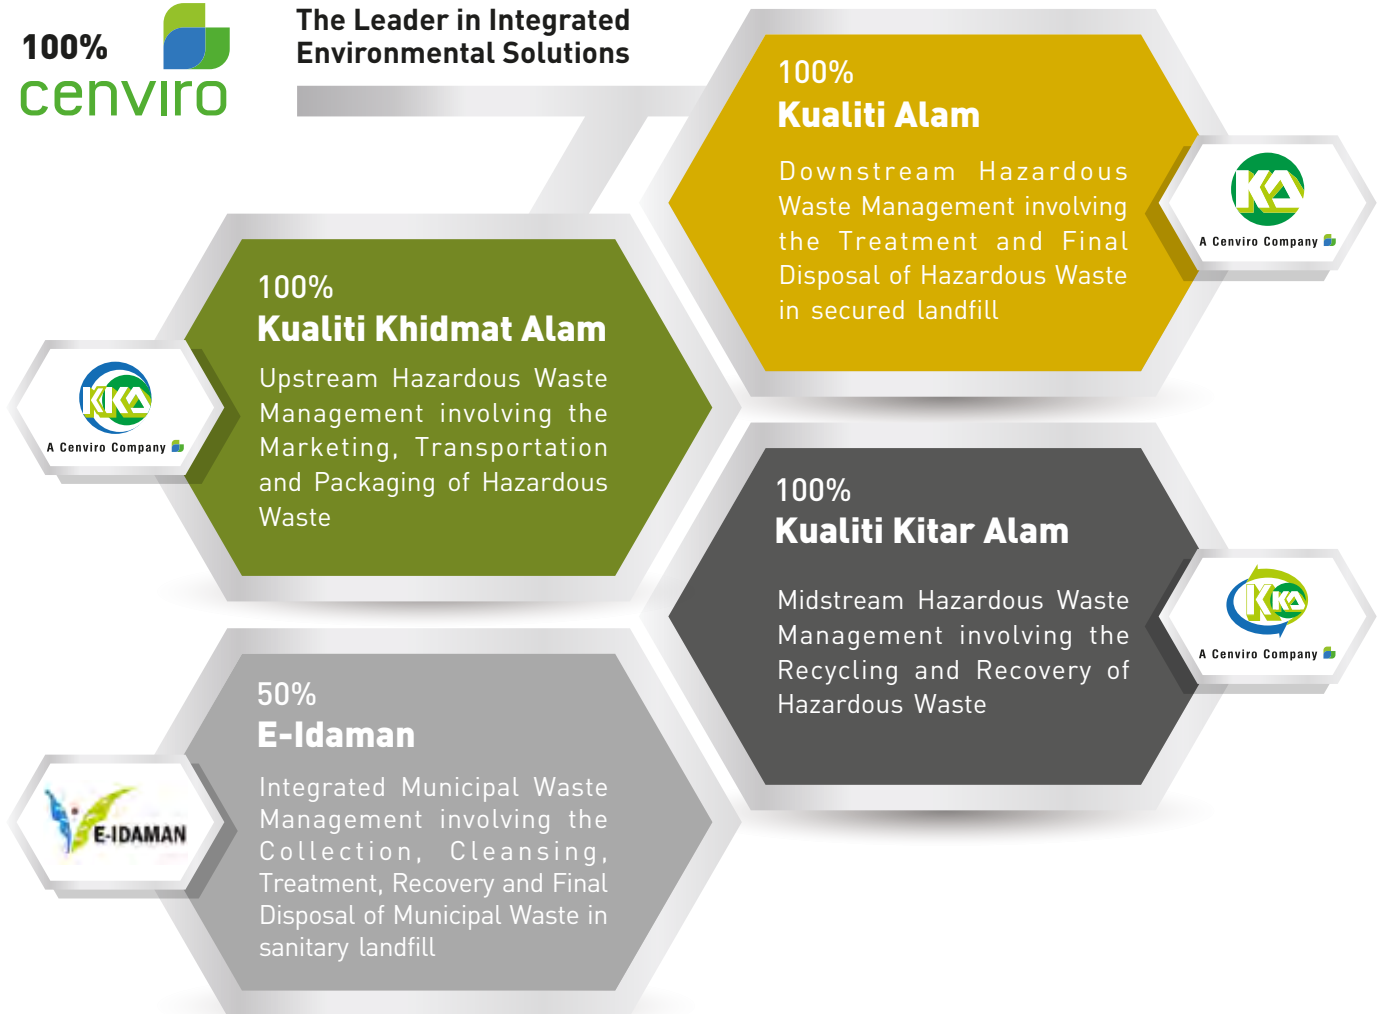 100%
cenviro
The Leader in Integrated
Environmental Solutions
100%
Kualiti Alam
Downstream Hazardous
Waste Management involving
the Treatment and Final
Disposal of Hazardous Waste
in secured landfill
KA
A Cenviro Company
100%
Kualiti Khidmat Alam
Upstream Hazardous Waste
Management involving the
Marketing, Transportation
and Packaging of Hazardous
Waste
KKA
A Cenviro Company
100%
Kualiti Kitar Alam
Midstream Hazardous Waste
Management involving the
Recycling and Recovery of
Hazardous Waste
KKA
A Cenviro Company
50%
E-Idaman
Integrated Municipal Waste
Management involving the
Collection, Cleansing,
Treatment, Recovery and Final
Disposal of Municipal Waste in
sanitary landfill
E-IDAMAN